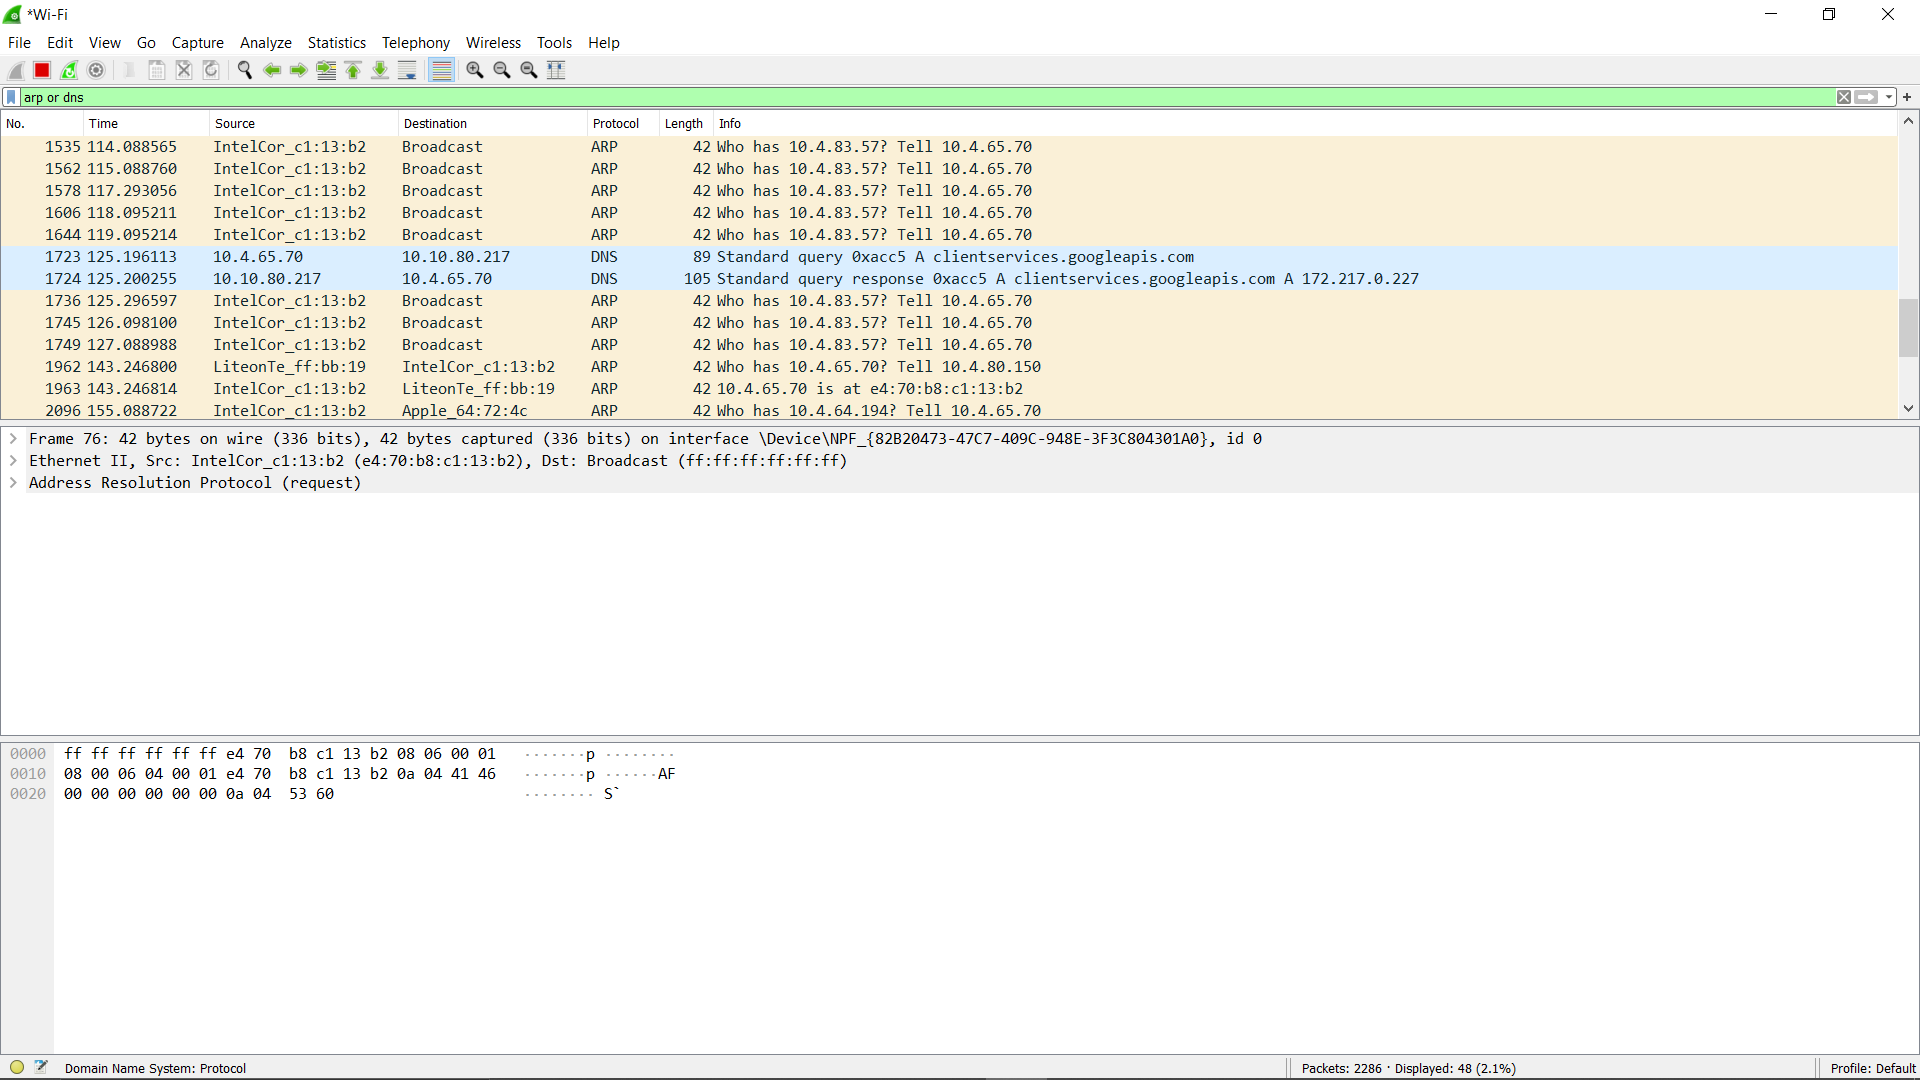 *Wi-Fi
File Edit View Go Capture Analyze Statistics Telephony Wireless Tools Help
arp or dns
No. Time Source Destination Protocol Length Info
1535 114.088565 IntelCor_c1:13:b2 Broadcast ARP 42 Who has 10.4.83.57? Tell 10.4.65.70
1562 115.088760 IntelCor_c1:13:b2 Broadcast ARP 42 Who has 10.4.83.57? Tell 10.4.65.70
1578 117.293056 IntelCor_c1:13:b2 Broadcast ARP 42 Who has 10.4.83.57? Tell 10.4.65.70
1606 118.095211 IntelCor_c1:13:b2 Broadcast ARP 42 Who has 10.4.83.57? Tell 10.4.65.70
1644 119.095214 IntelCor_c1:13:b2 Broadcast ARP 42 Who has 10.4.83.57? Tell 10.4.65.70
1723 125.196113 10.4.65.70 10.10.80.217 DNS 89 Standard query 0xacc5 A clientservices.googleapis.com
1724 125.200255 10.10.80.217 10.4.65.70 DNS 105 Standard query response 0xacc5 A clientservices.googleapis.com A 172.217.0.227
1736 125.296597 IntelCor_c1:13:b2 Broadcast ARP 42 Who has 10.4.83.57? Tell 10.4.65.70
1745 126.098100 IntelCor_c1:13:b2 Broadcast ARP 42 Who has 10.4.83.57? Tell 10.4.65.70
1749 127.088988 IntelCor_c1:13:b2 Broadcast ARP 42 Who has 10.4.83.57? Tell 10.4.65.70
1962 143.246800 LiteonTe_ff:bb:19 IntelCor_c1:13:b2 ARP 42 Who has 10.4.65.70? Tell 10.4.80.150
1963 143.246814 IntelCor_c1:13:b2 LiteonTe_ff:bb:19 ARP 42 10.4.65.70 is at e4:70:b8:c1:13:b2
2096 155.088722 IntelCor_c1:13:b2 Apple_64:72:4c ARP 42 Who has 10.4.64.194? Tell 10.4.65.70
Frame 76: 42 bytes on wire (336 bits), 42 bytes captured (336 bits) on interface \Device\NPF_{82B20473-47C7-409C-948E-3F3C804301A0}, id 0
Ethernet II, Src: IntelCor_c1:13:b2 (e4:70:b8:c1:13:b2), Dst: Broadcast (ff:ff:ff:ff:ff:ff)
Address Resolution Protocol (request)
0000 ff ff ff ff ff ff e4 70 b8 c1 13 b2 08 06 00 01 ·······p ········
0010 08 00 06 04 00 01 e4 70 b8 c1 13 b2 0a 04 41 46 ·······p ······AF
0020 00 00 00 00 00 00 0a 04 53 60 ········ S`
Domain Name System: Protocol Packets: 2286 · Displayed: 48 (2.1%) Profile: Default